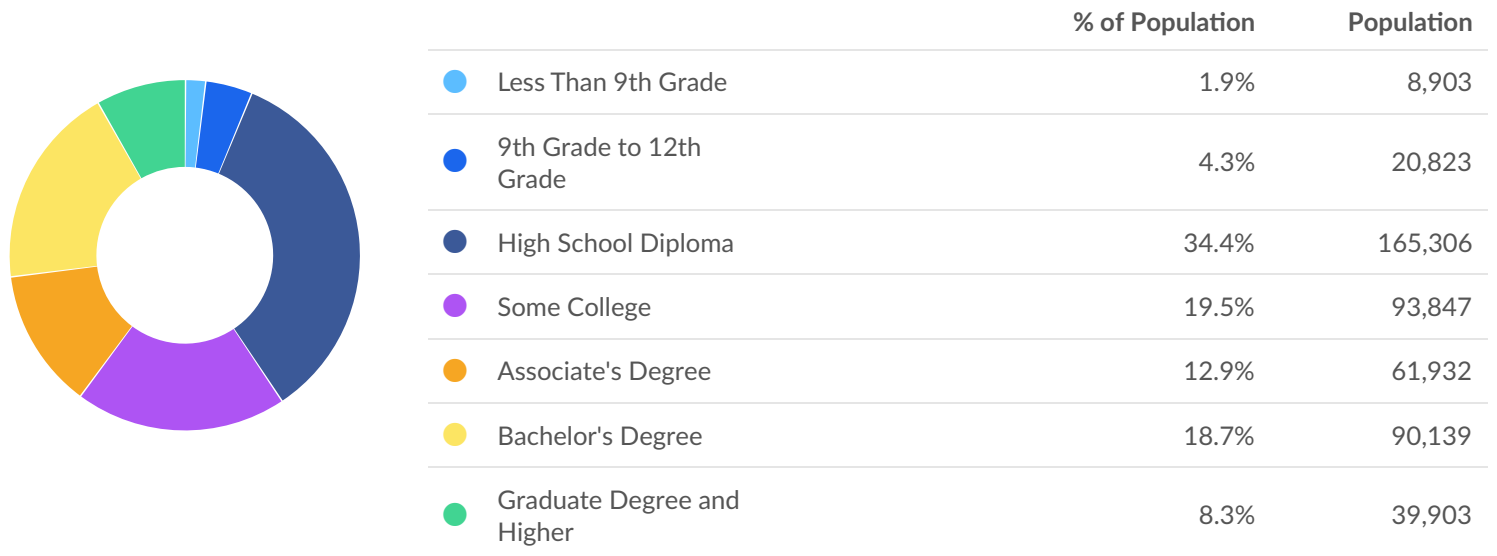 % of Population Population
Less Than 9th Grade 1.9% 8,903
9th Grade to 12th
Grade 4.3% 20,823
High School Diploma 34.4% 165,306
Some College 19.5% 93,847
Associate's Degree 12.9% 61,932
Bachelor's Degree 18.7% 90,139
Graduate Degree and
Higher 8.3% 39,903